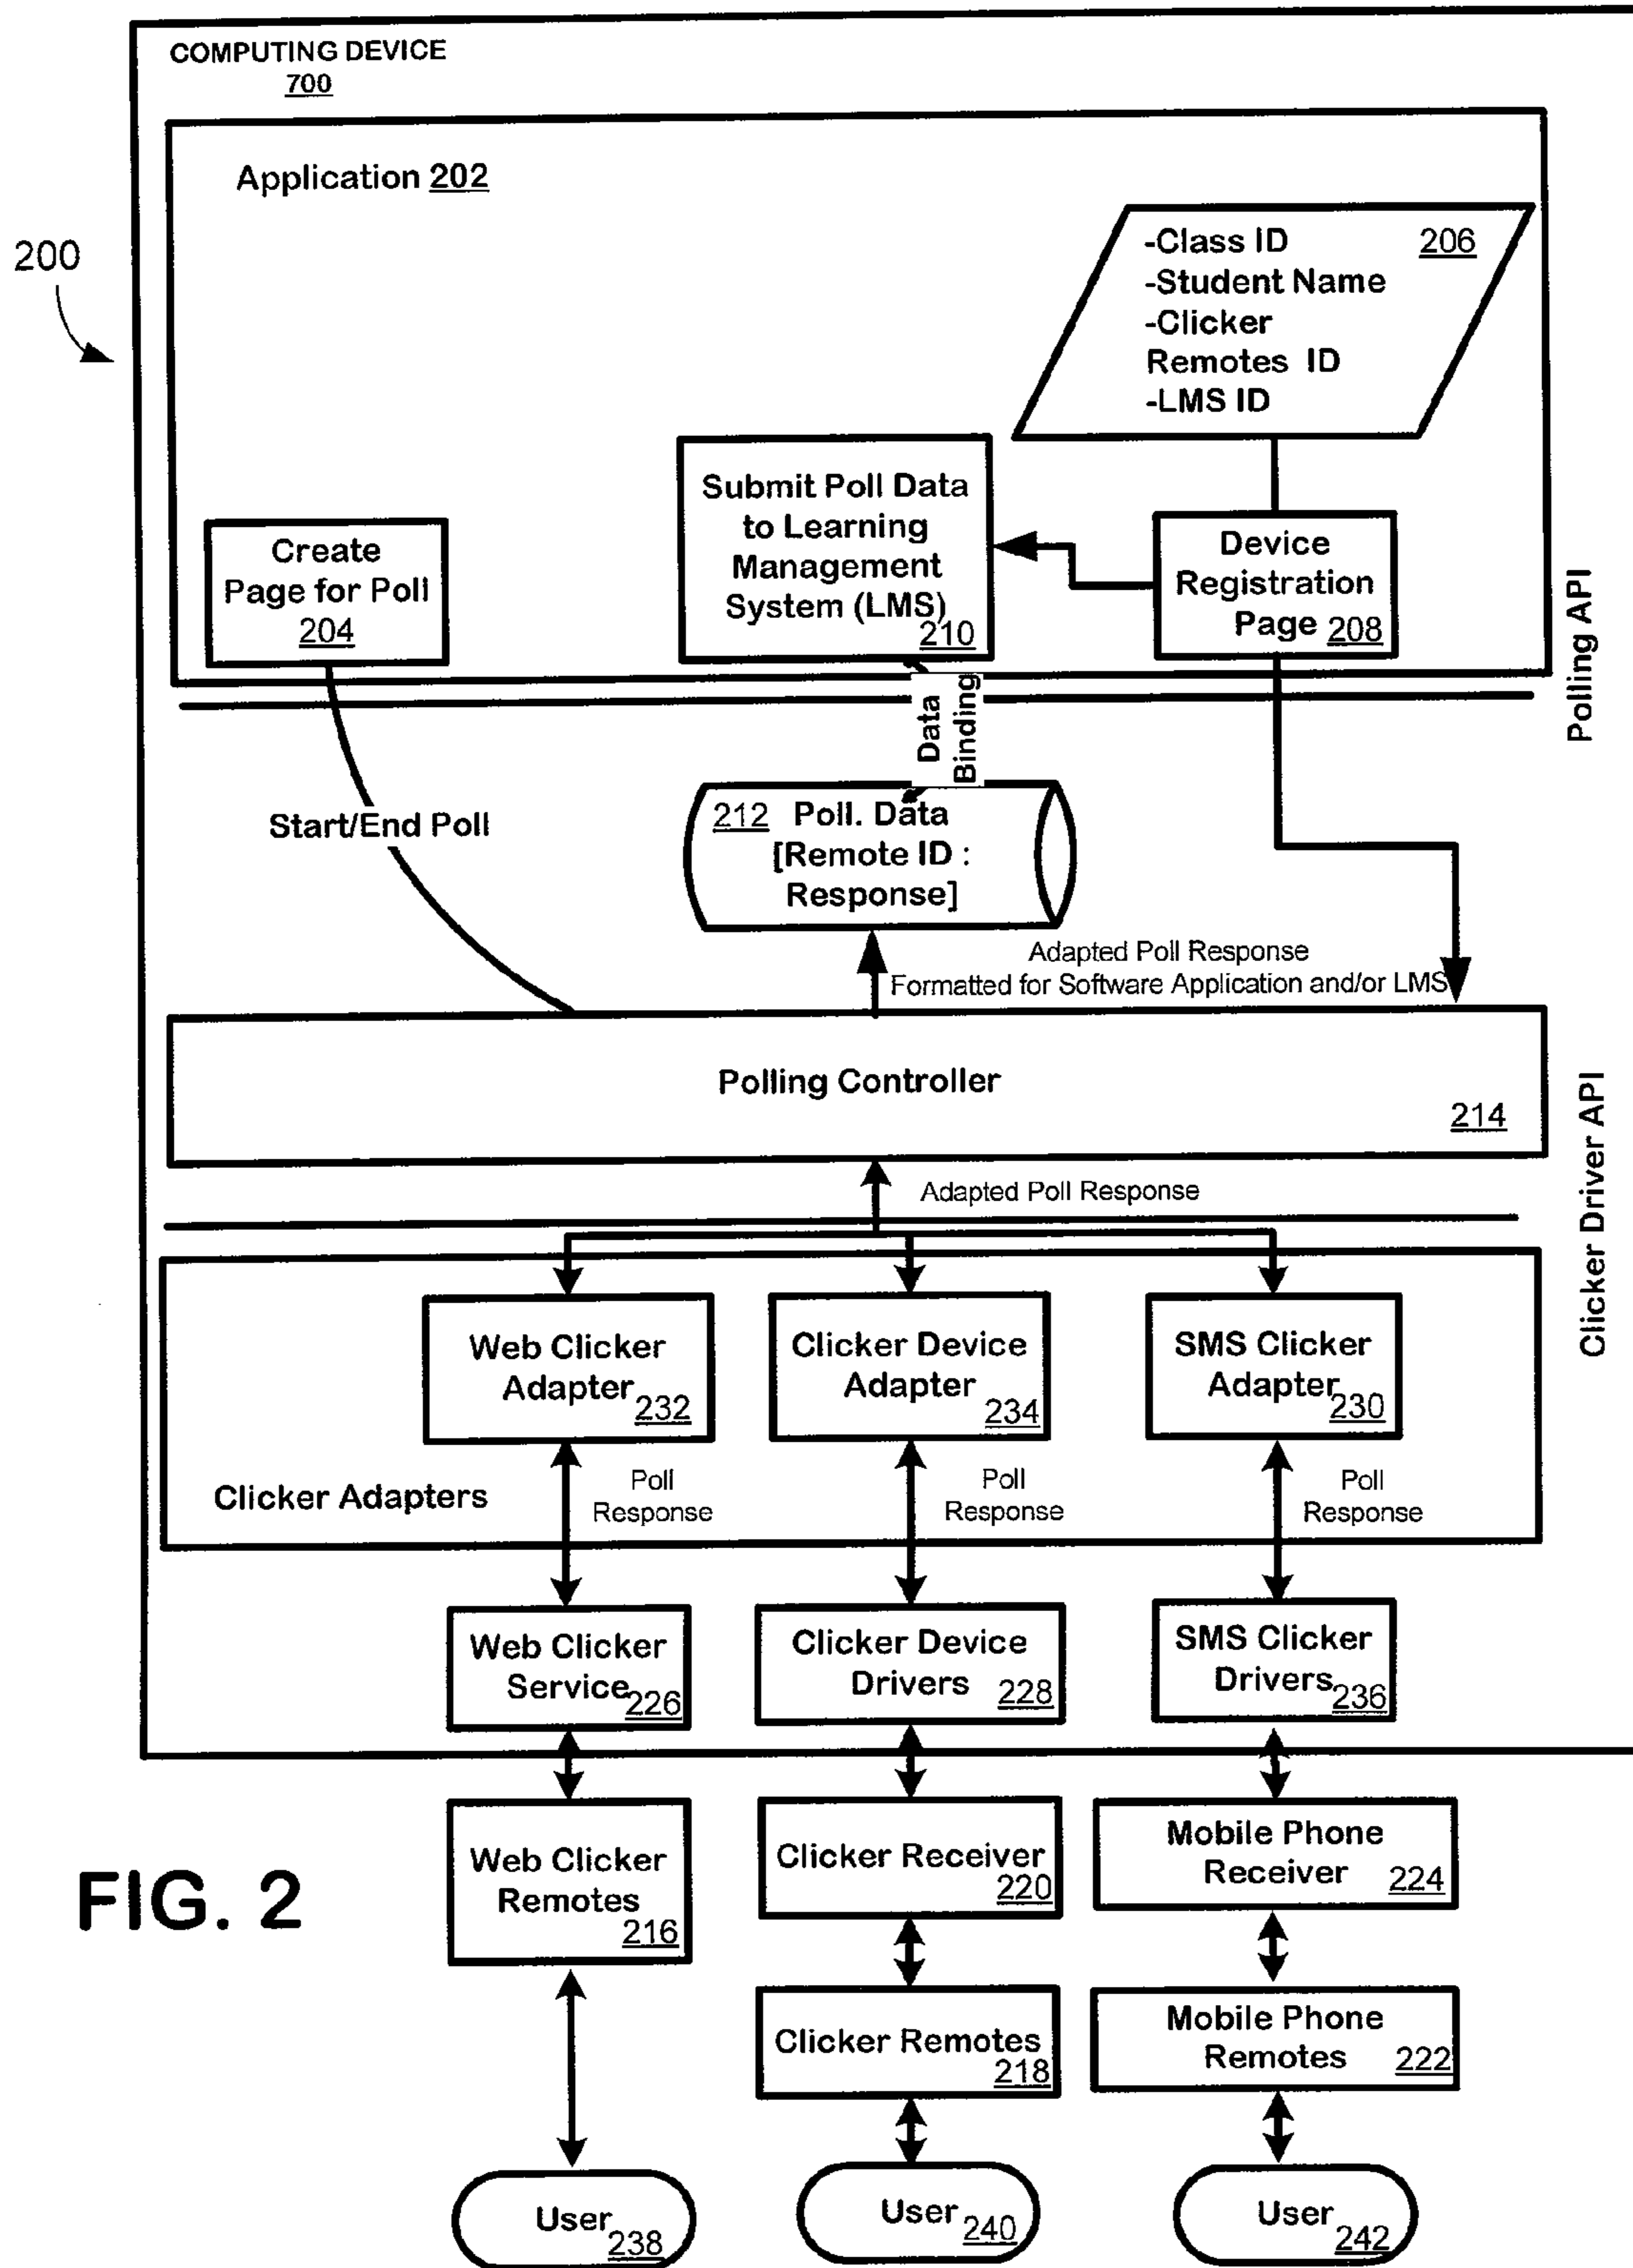 COMPUTING DEVICE
700
Application 202
200
-Class ID 206
-Student Name
-Clicker
Remotes ID
-LMS ID
Submit Poll Data
to Learning
Management
System (LMS)
210
Create
Page for Poll
204
Device
Registration
Page 208
Polling API
Data
Binding
Start/End Poll
212 Poll. Data
[Remote ID :
Response]
Adapted Poll Response
Formatted for Software Application and/or LMS
Polling Controller
214
Clicker Driver API
Adapted Poll Response
Web Clicker
Adapter 232
Clicker Device
Adapter 234
SMS Clicker
Adapter 230
Clicker Adapters
Poll
Response
Poll
Response
Poll
Response
Web Clicker
Service 226
Clicker Device
Drivers 228
SMS Clicker
Drivers 236
FIG. 2
Web Clicker
Remotes
216
Clicker Receiver
220
Mobile Phone
Receiver 224
Clicker Remotes
218
Mobile Phone
Remotes 222
User 238
User 240
User 242